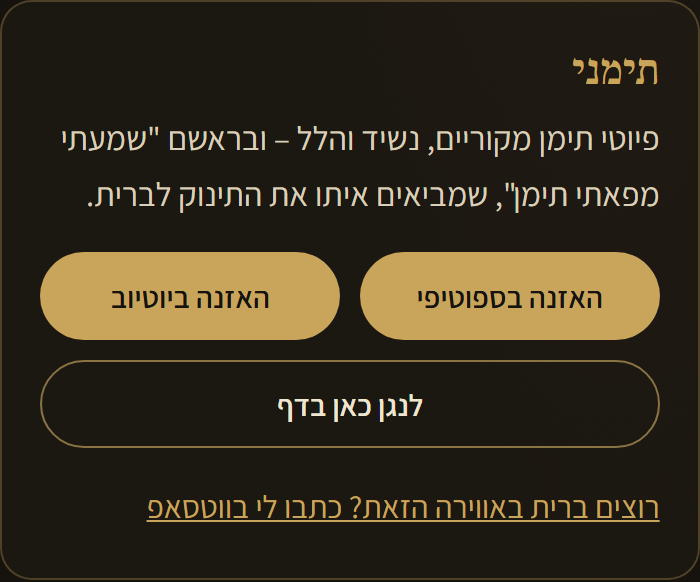 תימני
פיוטי תימן מקוריים, נשיד והלל – ובראשם "שמעתי
מפאתי תימן", שמביאים איתו את התינוק לברית.
האזנה בספוטיפי
האזנה ביוטיוב
לנגן כאן בדף
רוצים ברית באווירה הזאת? כתבו לי בווטסאפ